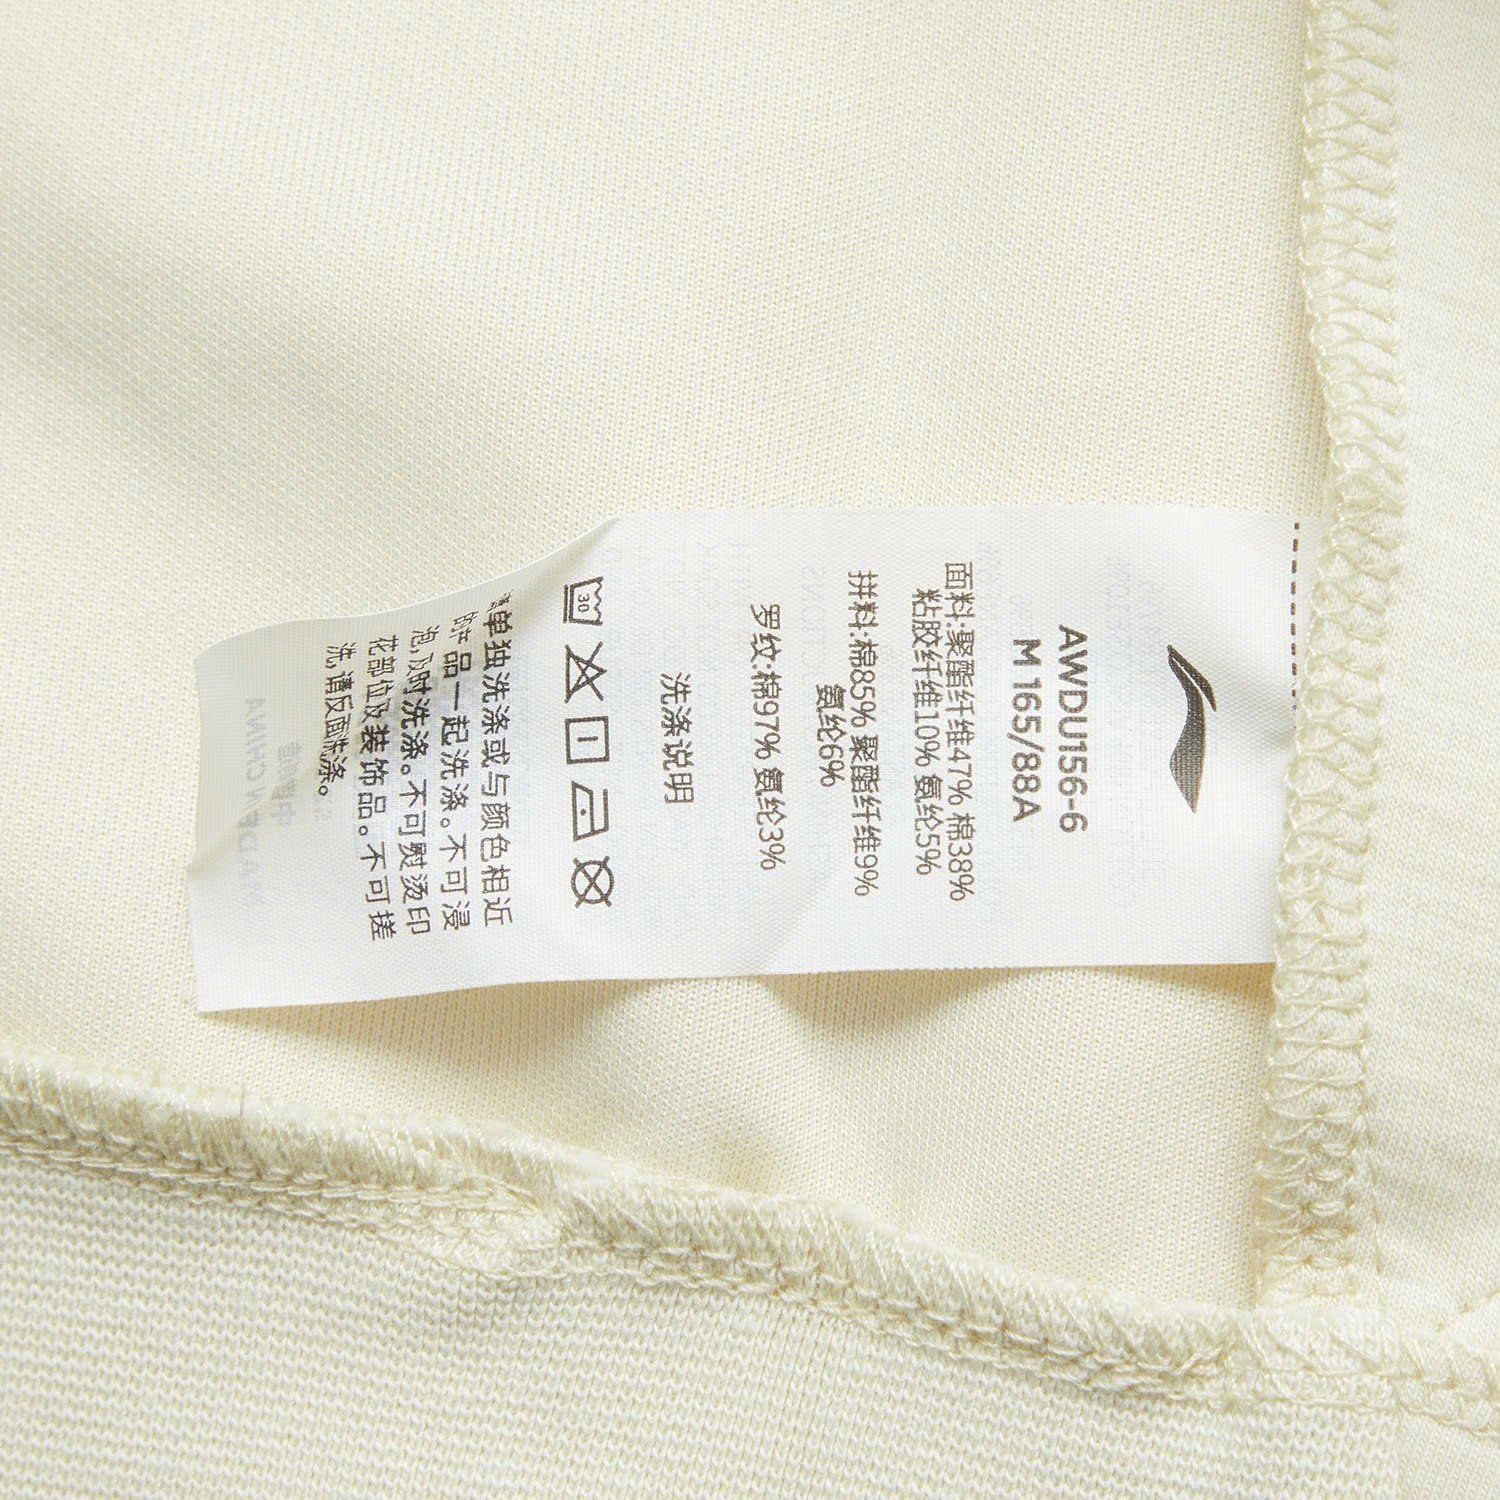 AWDU156-6
M 165/88A
面料:聚酯纤维47% 棉38%
粘胶纤维10% 氨纶5%
拼料:棉85% 聚酯纤维9%
氨纶6%
罗纹:棉97% 氨纶3%
洗涤说明
30
请单独洗涤或与颜色相近
的产品一起洗涤。不可浸
泡,及时洗涤。不可熨烫印
花部位及装饰品。不可搓
洗,请反面洗涤。